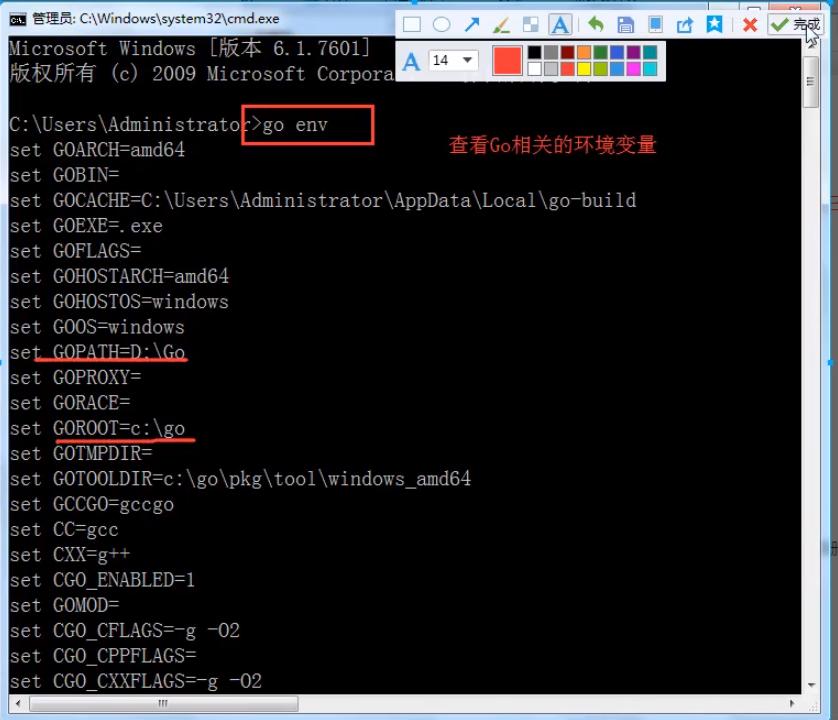 管理员: C:\Windows\system32\cmd.exe
完成
A 14
Microsoft Windows [版本 6.1.7601]
版权所有 (c) 2009 Microsoft Corpora
C:\Users\Administrator>go env
查看Go相关的环境变量
set GOARCH=amd64
set GOBIN=
set GOCACHE=C:\Users\Administrator\AppData\Local\go-build
set GOEXE=.exe
set GOFLAGS=
set GOHOSTARCH=amd64
set GOHOSTOS=windows
set GOOS=windows
set GOPATH=D:\Go
set GOPROXY=
set GORACE=
set GOROOT=c:\go
set GOTMPDIR=
set GOTOOLDIR=c:\go\pkg\tool\windows_amd64
set GCCGO=gccgo
set CC=gcc
set CXX=g++
set CGO_ENABLED=1
set GOMOD=
set CGO_CFLAGS=-g -O2
set CGO_CPPFLAGS=
set CGO_CXXFLAGS=-g -O2